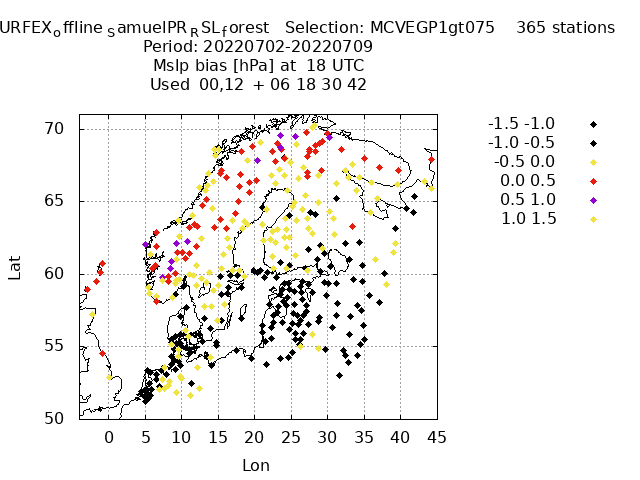 URFEXoffline SamuelPRRSLforest Selection: MCVEGP1gt075 365 stations
Period: 20220702-20220709
Mslp bias [hPa] at 18 UTC
Used 00,12 + 06 18 30 42
-1.5 -1.0
-1.0 -0.5
-0.5 0.0
0.0 0.5
0.5 1.0
1.0 1.5
70
65
60
55
50
Lat
0 5 10 15 20 25 30 35 40 45
Lon